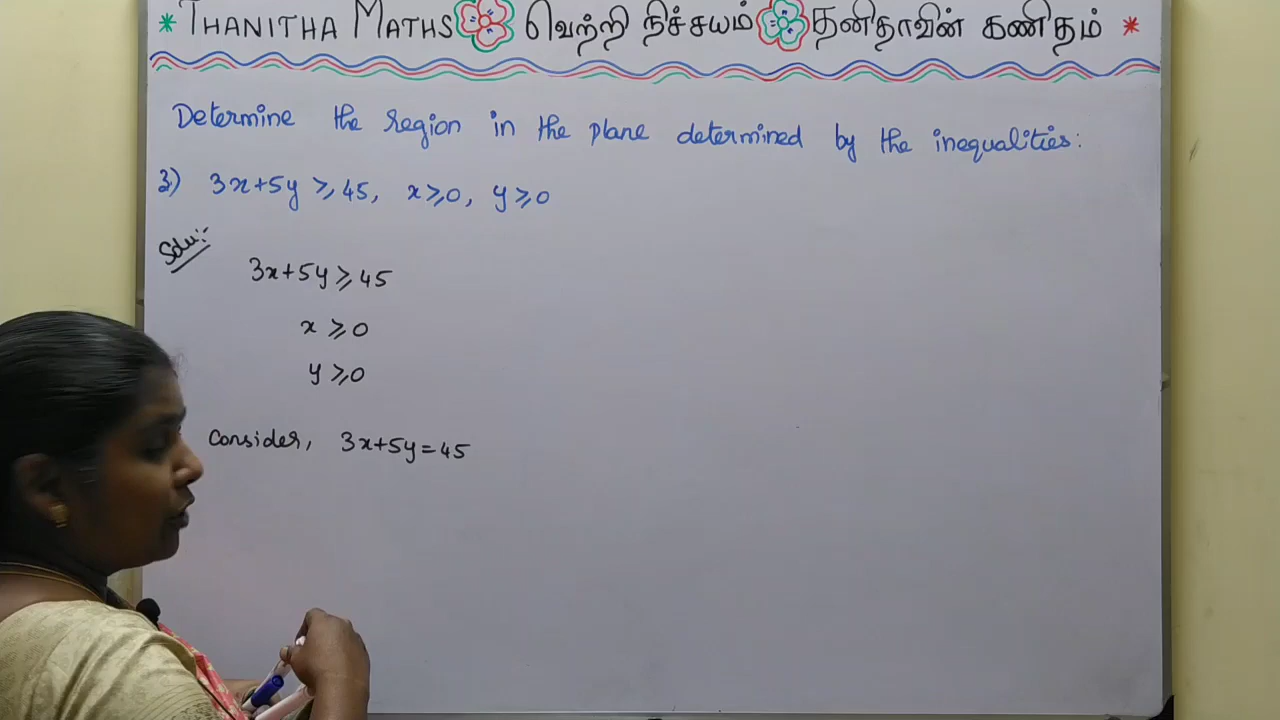 * THANITHA MATHS வெற்றி நிச்சயம் தனிதாவின் கணிதம் *
Determine the region in the plane determined by the inequalities:
3) 3x+5y ⩾ 45, x⩾0, y⩾0
Solu:-
3x+5y ⩾ 45
x ⩾ 0
y ⩾ 0
Consider, 3x+5y=45